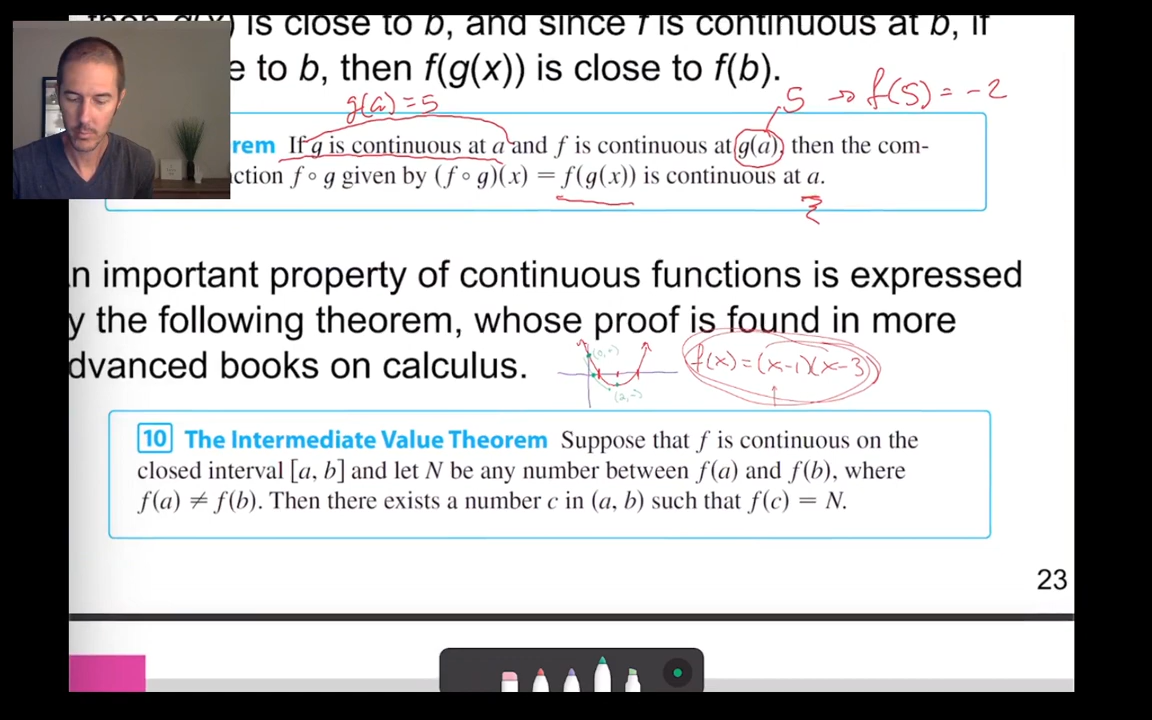 then g(x) is close to b, and since f is continuous at b, if
e to b, then f(g(x)) is close to f(b).
g(a) = 5
5 → f(5) = -2
rem If g is continuous at a and f is continuous at g(a), then the com-
ction f ∘ g given by (f ∘ g)(x) = f(g(x)) is continuous at a.
n important property of continuous functions is expressed
y the following theorem, whose proof is found in more
dvanced books on calculus.
f(x) = (x-1)(x-3)
10 The Intermediate Value Theorem Suppose that f is continuous on the
closed interval [a, b] and let N be any number between f(a) and f(b), where
f(a) ≠ f(b). Then there exists a number c in (a, b) such that f(c) = N.
23